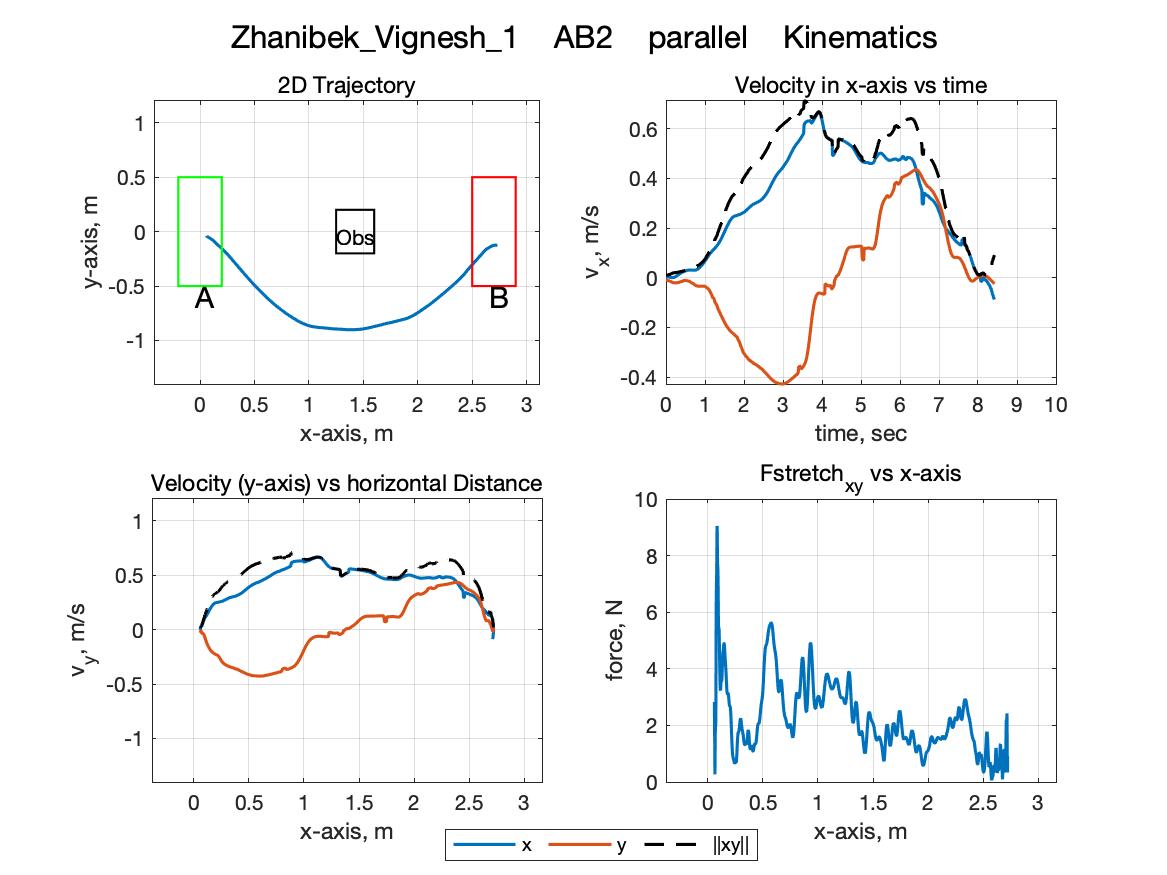 Zhanibek_Vignesh_1 AB2 parallel Kinematics
2D Trajectory
1
0.5
0
-0.5
-1
y-axis, m
A
Obs
B
0 0.5 1 1.5 2 2.5 3
x-axis, m
Velocity in x-axis vs time
0.6
0.4
0.2
0
-0.2
-0.4
v_x, m/s
0 1 2 3 4 5 6 7 8 9 10
time, sec
Velocity (y-axis) vs horizontal Distance
1
0.5
0
-0.5
-1
v_y, m/s
0 0.5 1 1.5 2 2.5 3
x-axis, m
Fstretch_xy vs x-axis
10
8
6
4
2
0
force, N
0 0.5 1 1.5 2 2.5 3
x-axis, m
x y ||xy||